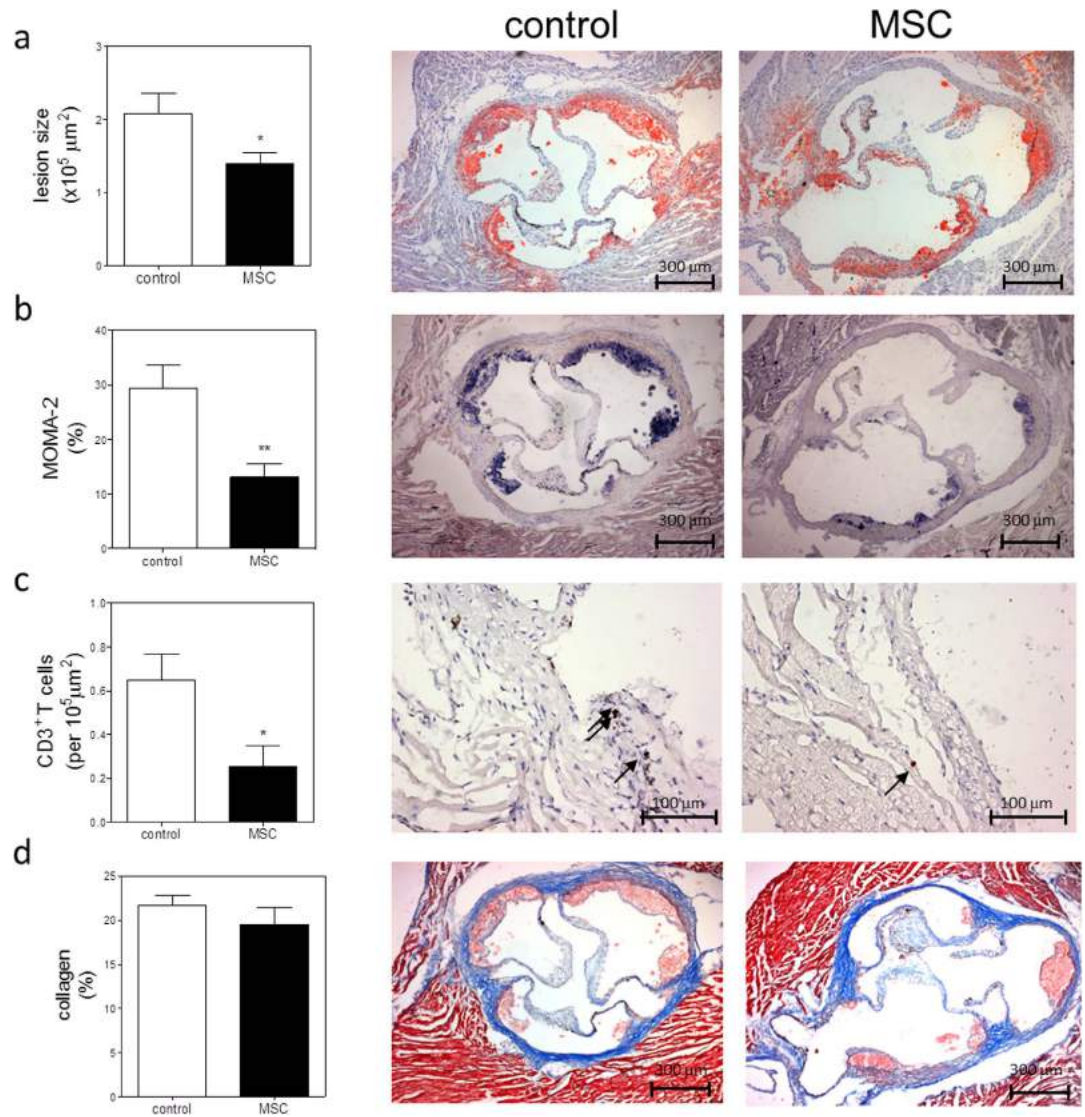 control MSC
a
lesion size
(x10⁵ µm²)
3
2
1
0
*
control MSC
300 µm
300 µm
b
MOMA-2
(%)
40
30
20
10
0
**
control MSC
300 µm
300 µm
c
CD3⁺T cells
(per 10⁵µm²)
1.0
0.8
0.6
0.4
0.2
0.0
*
control MSC
100 µm
100 µm
d
collagen
(%)
25
20
15
10
5
0
control MSC
300 µm
300 µm